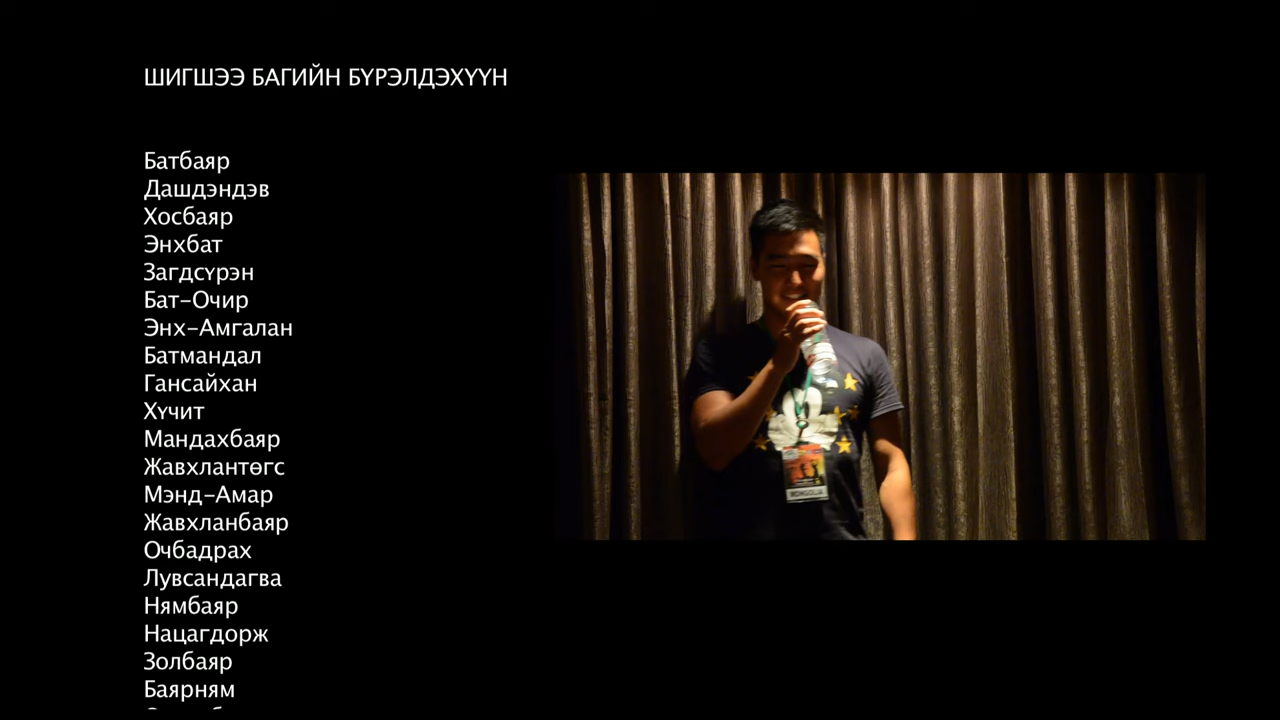 ШИГШЭЭ БАГИЙН БҮРЭЛДЭХҮҮН
Батбаяр
Дашдэндэв
Хосбаяр
Энхбат
Загдсүрэн
Бат-Очир
Энх-Амгалан
Батмандал
Гансайхан
Хүчит
Мандахбаяр
Жавхлантөгс
Мэнд-Амар
Жавхланбаяр
Очбадрах
Лувсандагва
Нямбаяр
Нацагдорж
Золбаяр
Баярням
MONGOLIA